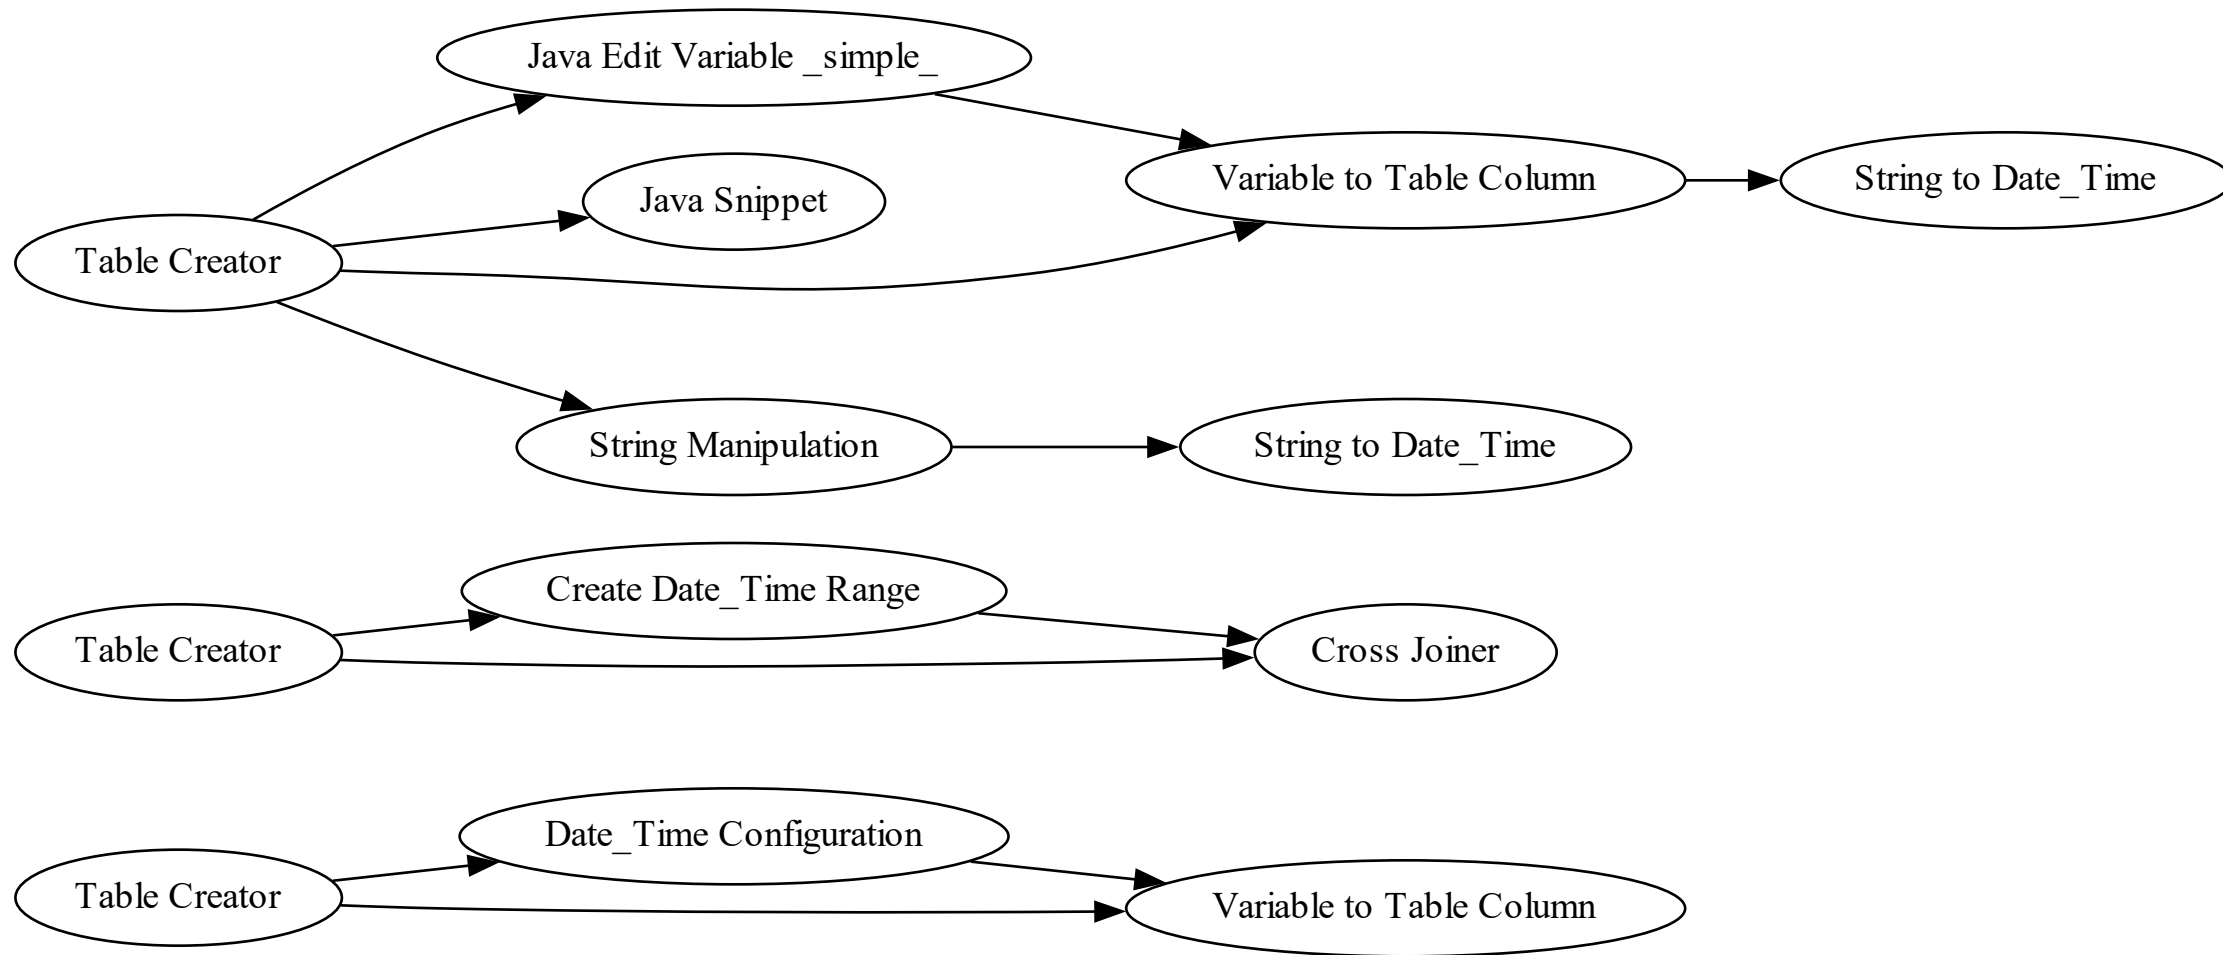 Java Edit Variable _simple_
Java Snippet
Variable to Table Column
String to Date_Time
Table Creator
String Manipulation
String to Date_Time
Create Date_Time Range
Table Creator
Cross Joiner
Date_Time Configuration
Table Creator
Variable to Table Column